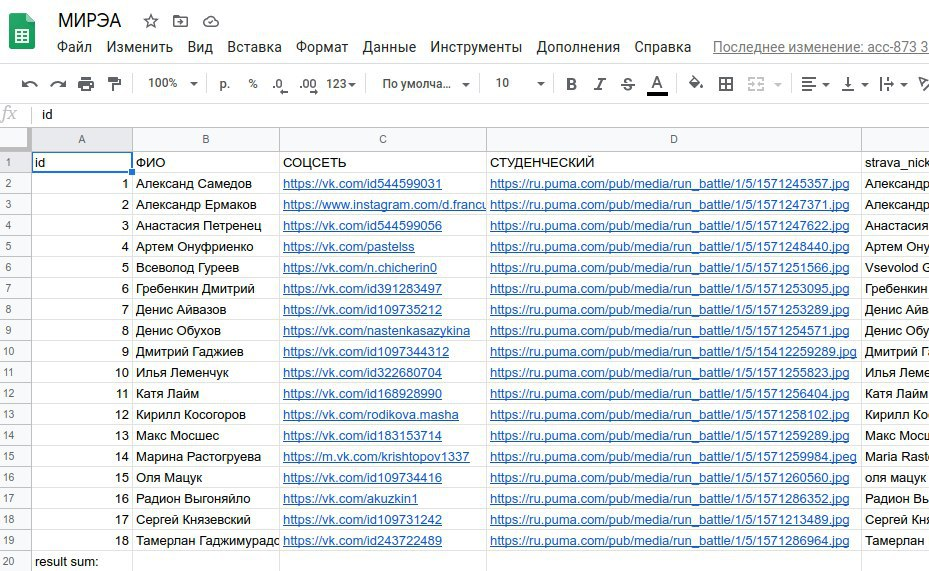 МИРЭА
Файл Изменить Вид Вставка Формат Данные Инструменты Дополнения Справка Последнее изменение: acc-873 3
100% р. % .0 .00 123 По умолча... 10 B I S A
fx id
A B C D
1 id ФИО СОЦСЕТЬ СТУДЕНЧЕСКИЙ strava_nick
2 1 Александ Самедов https://vk.com/id544599031 https://ru.puma.com/pub/media/run_battle/1/5/1571245357.jpg Александр
3 2 Александр Ермаков https://www.instagram.com/d.francu https://ru.puma.com/pub/media/run_battle/1/5/1571247371.jpg Александр
4 3 Анастасия Петренец https://vk.com/id544599056 https://ru.puma.com/pub/media/run_battle/1/5/1571247622.jpg Анастасия
5 4 Артем Онуфриенко https://vk.com/pastelss https://ru.puma.com/pub/media/run_battle/1/5/1571248440.jpg Артем Ону
6 5 Всеволод Гуреев https://vk.com/n.chicherin0 https://ru.puma.com/pub/media/run_battle/1/5/1571251566.jpg Vsevolod G
7 6 Гребенкин Дмитрий https://vk.com/id391283497 https://ru.puma.com/pub/media/run_battle/1/5/1571253095.jpg Гребенкин
8 7 Денис Айвазов https://vk.com/id109735212 https://ru.puma.com/pub/media/run_battle/1/5/1571253289.jpg Денис Айва
9 8 Денис Обухов https://vk.com/nastenkasazykina https://ru.puma.com/pub/media/run_battle/1/5/1571254571.jpg Денис Обу
10 9 Дмитрий Гаджиев https://vk.com/id1097344312 https://ru.puma.com/pub/media/run_battle/1/5/15412259289.jpg Дмитрий Г
11 10 Илья Леменчук https://vk.com/id322680704 https://ru.puma.com/pub/media/run_battle/1/5/1571255823.jpg Илья Леме
12 11 Катя Лайм https://vk.com/id168928990 https://ru.puma.com/pub/media/run_battle/1/5/1571256404.jpg Катя Лайм
13 12 Кирилл Косогоров https://vk.com/rodikova.masha https://ru.puma.com/pub/media/run_battle/1/5/1571258102.jpg Кирилл Ко
14 13 Макс Мосшес https://vk.com/id183153714 https://ru.puma.com/pub/media/run_battle/1/5/1571259289.jpg Макс Мосш
15 14 Марина Растогруева https://m.vk.com/krishtopov1337 https://ru.puma.com/pub/media/run_battle/1/5/1571259984.jpeg Maria Rast
16 15 Оля Мацук https://vk.com/id109734416 https://ru.puma.com/pub/media/run_battle/1/5/1571260560.jpg оля мацук
17 16 Радион Выгоняйло https://vk.com/akuzkin1 https://ru.puma.com/pub/media/run_battle/1/5/1571286352.jpg Радион Вы
18 17 Сергей Князевский https://vk.com/id109731242 https://ru.puma.com/pub/media/run_battle/1/5/1571213489.jpg Сергей Кня
19 18 Тамерлан Гаджимурадо https://vk.com/id243722489 https://ru.puma.com/pub/media/run_battle/1/5/1571286964.jpg Тамерлан
20 result sum: